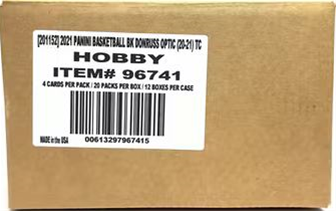 [201152] 2021 PANINI BASKETBALL BK DONRUSS OPTIC (20-21) TC
HOBBY
ITEM# 96741
4 CARDS PER PACK / 20 PACKS PER BOX / 12 BOXES PER CASE
MADE in the USA
00613297967415